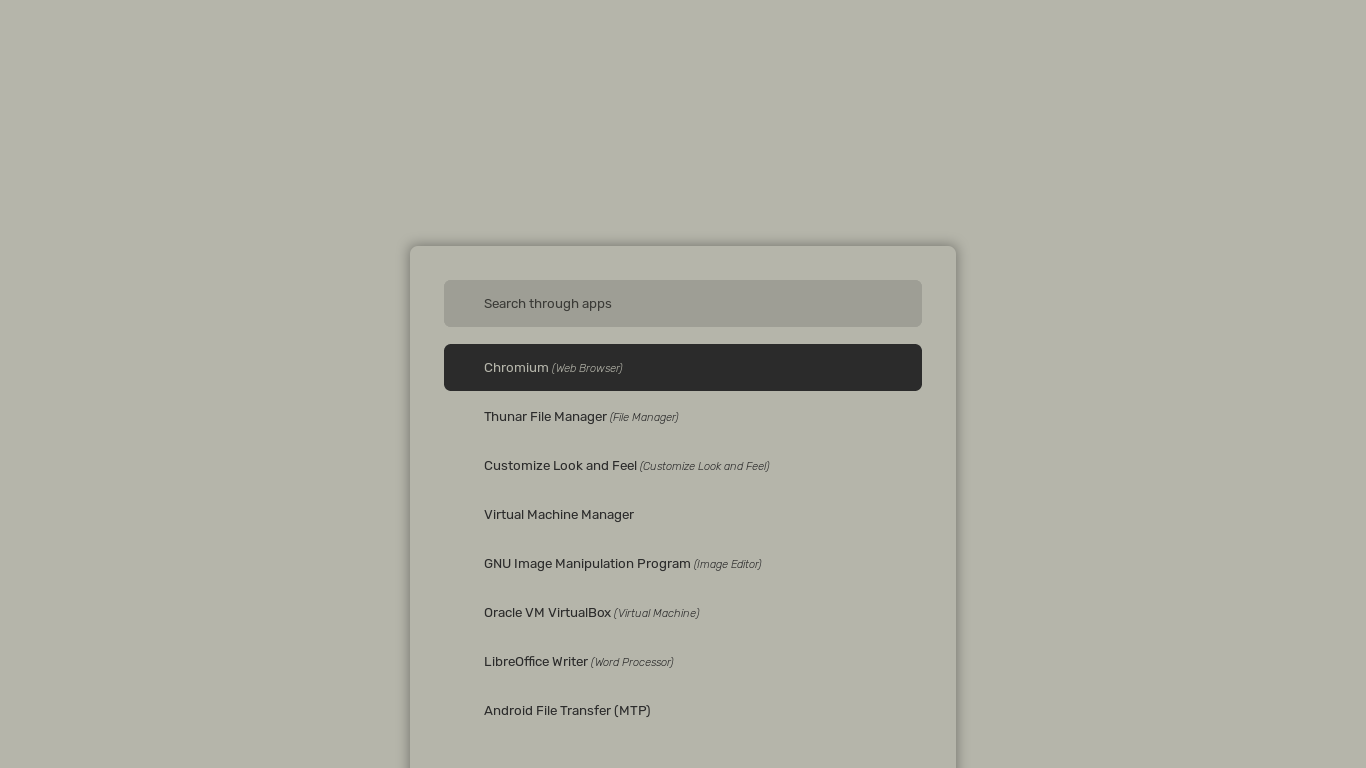 Search through apps
Chromium (Web Browser)
Thunar File Manager (File Manager)
Customize Look and Feel (Customize Look and Feel)
Virtual Machine Manager
GNU Image Manipulation Program (Image Editor)
Oracle VM VirtualBox (Virtual Machine)
LibreOffice Writer (Word Processor)
Android File Transfer (MTP)